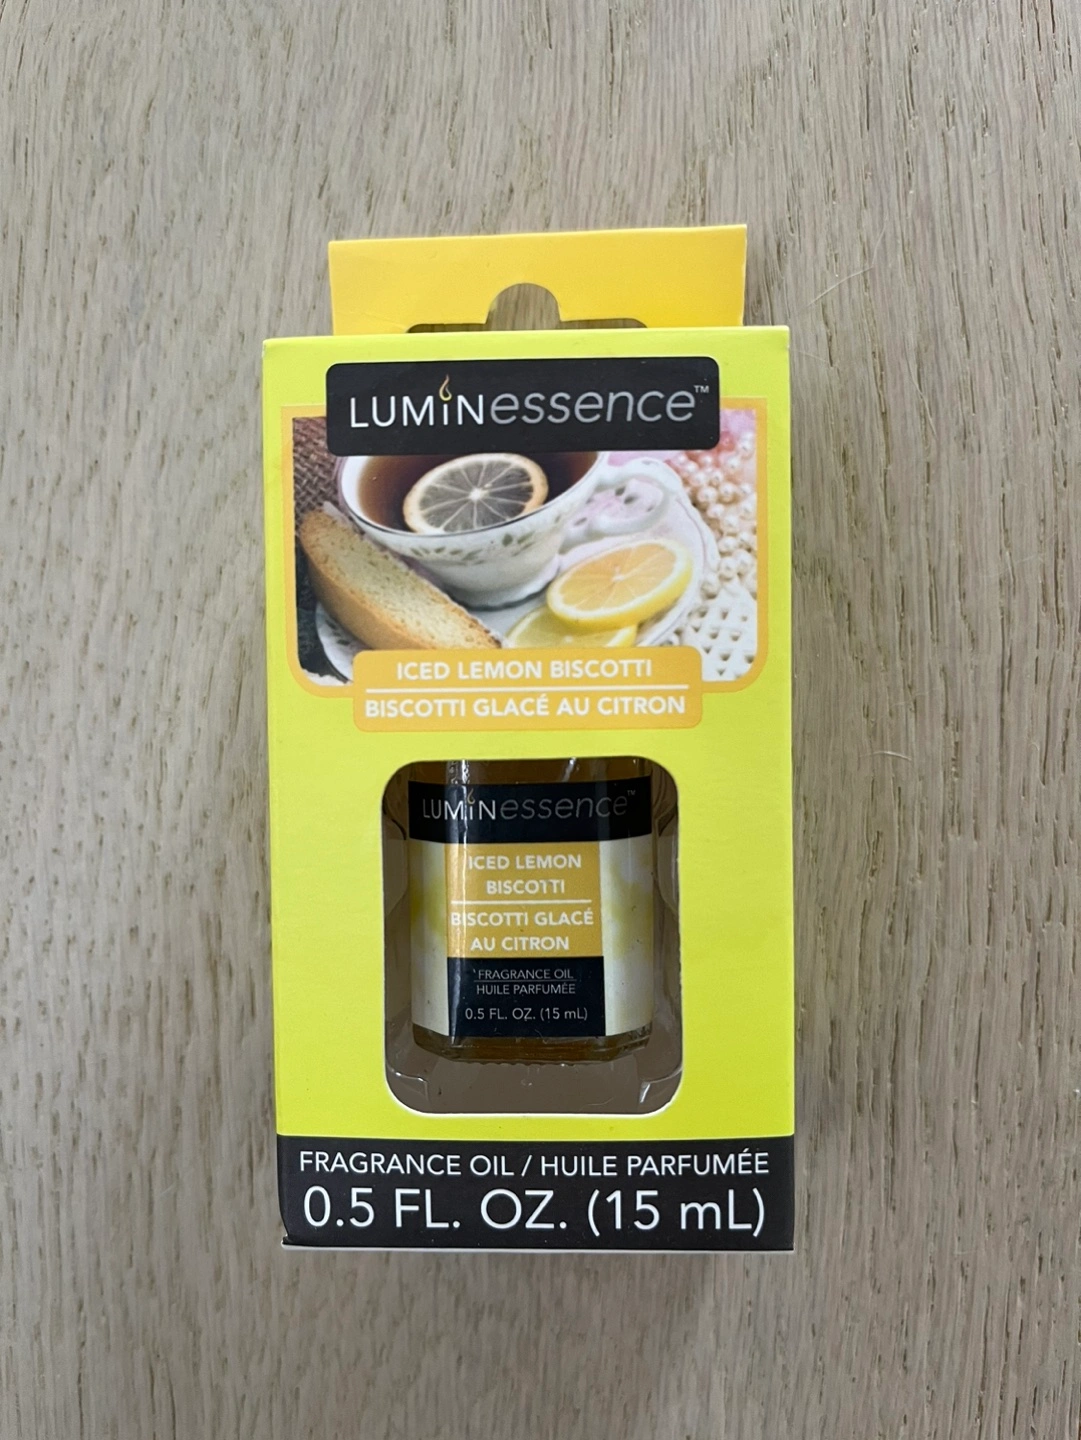 LUMiNessence™
ICED LEMON BISCOTTI
BISCOTTI GLACÉ AU CITRON
LUMiNessence™
ICED LEMON
BISCOTTI
BISCOTTI GLACÉ
AU CITRON
FRAGRANCE OIL
HUILE PARFUMÉE
0.5 FL. OZ. (15 mL)
FRAGRANCE OIL / HUILE PARFUMÉE
0.5 FL. OZ. (15 mL)